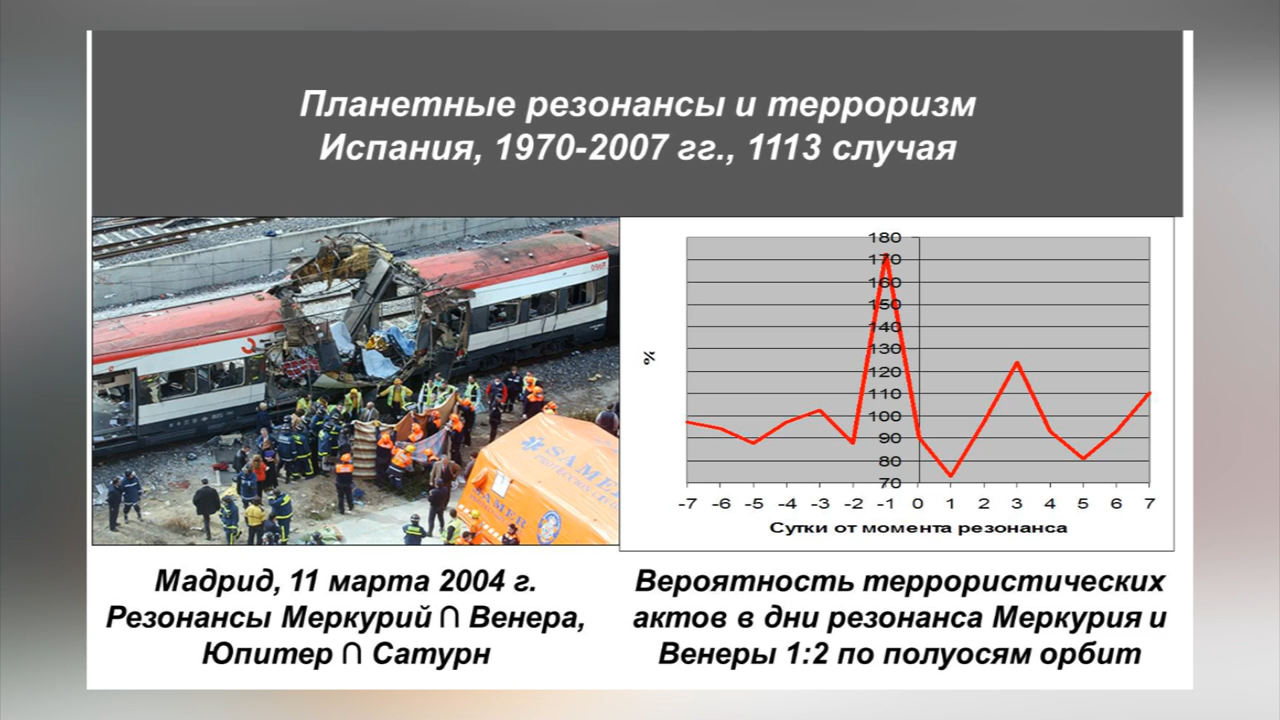 Планетные резонансы и терроризм
Испания, 1970-2007 гг., 1113 случая
SAMER
SAMER
%
180
170
160
150
140
130
120
110
100
90
80
70
-7 -6 -5 -4 -3 -2 -1 0 1 2 3 4 5 6 7
Сутки от момента резонанса
Мадрид, 11 марта 2004 г.
Резонансы Меркурий ∩ Венера,
Юпитер ∩ Сатурн
Вероятность террористических
актов в дни резонанса Меркурия и
Венеры 1:2 по полуосям орбит